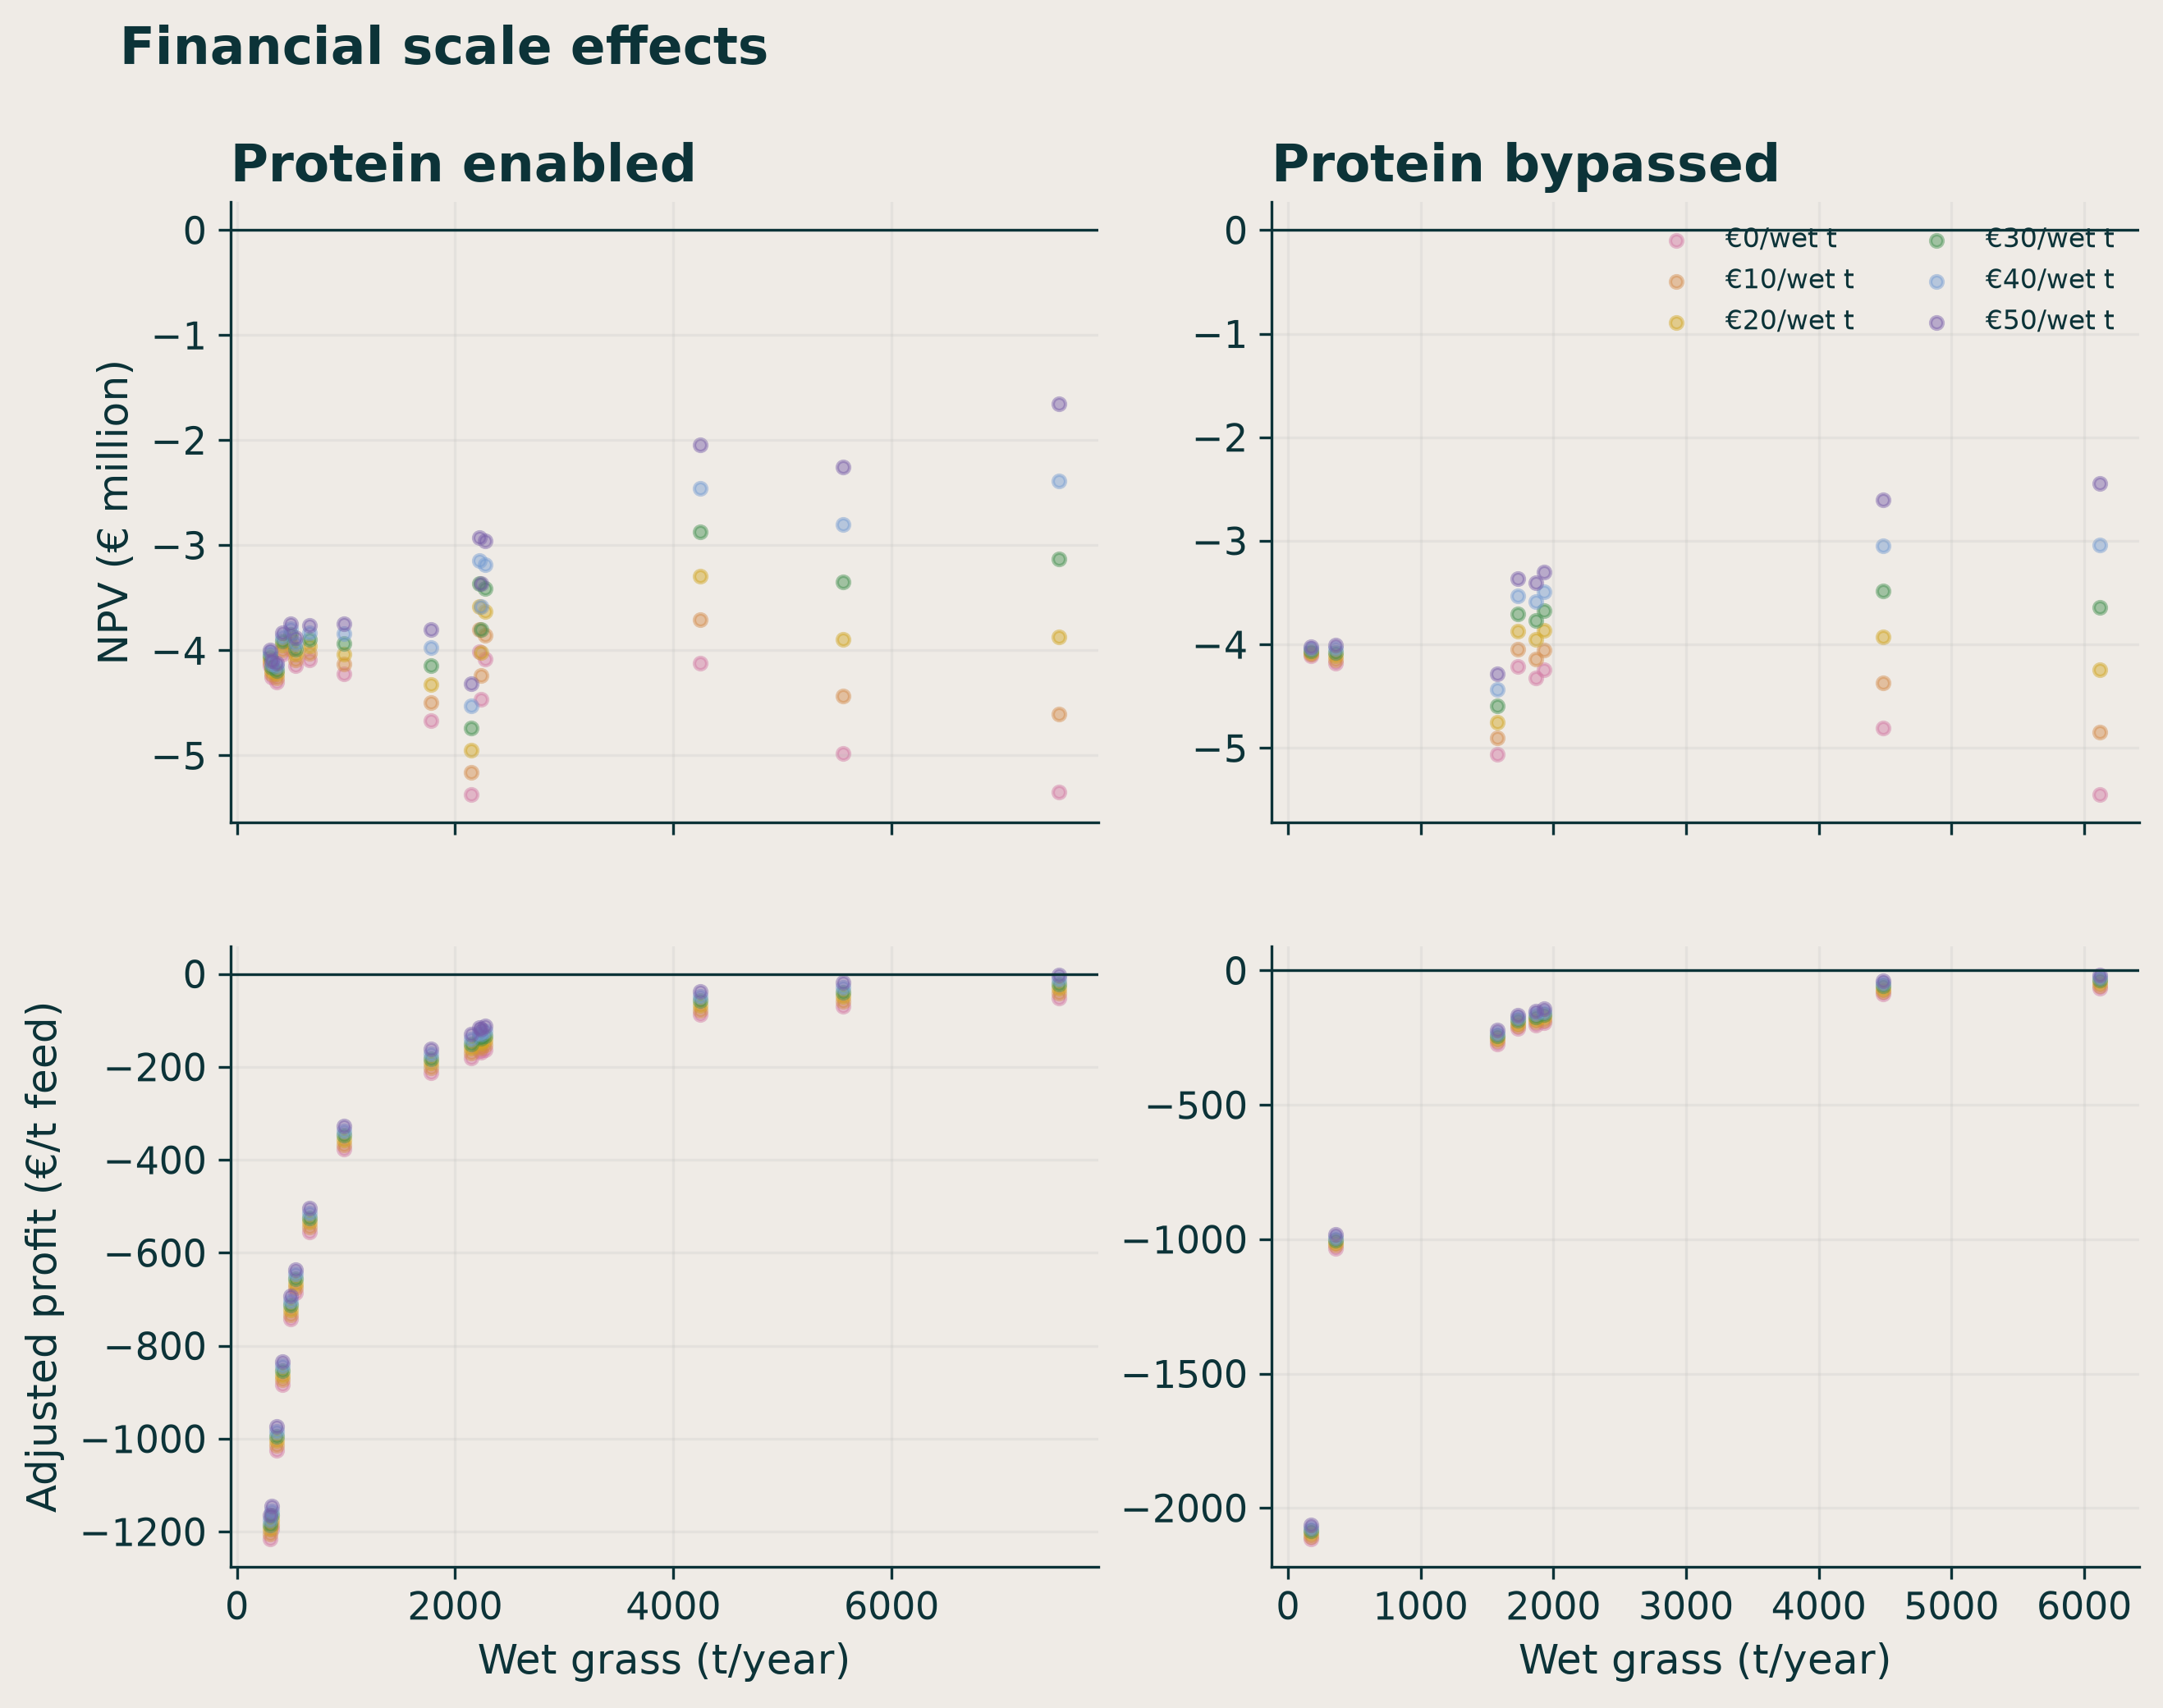 Financial scale effects
Protein enabled
Protein bypassed
NPV (€ million)
0
−1
−2
−3
−4
−5
0
−1
−2
−3
−4
−5
€0/wet t
€10/wet t
€20/wet t
€30/wet t
€40/wet t
€50/wet t
Adjusted profit (€/t feed)
0
−200
−400
−600
−800
−1000
−1200
0
−500
−1000
−1500
−2000
0 2000 4000 6000
Wet grass (t/year)
0 1000 2000 3000 4000 5000 6000
Wet grass (t/year)